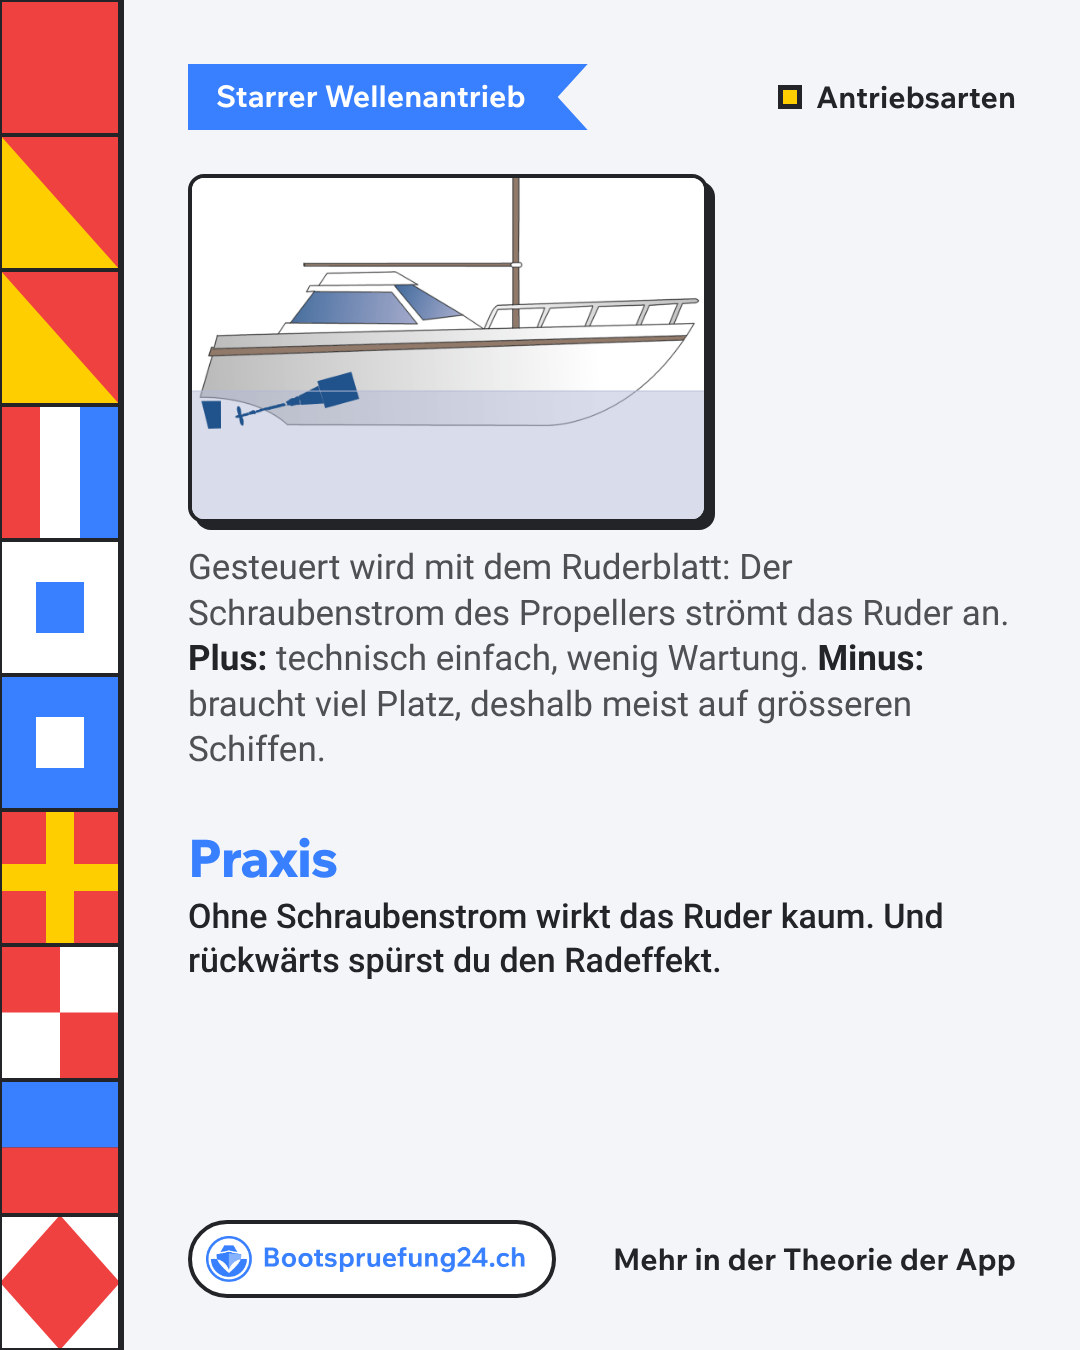 Starrer Wellenantrieb
Antriebsarten
Gesteuert wird mit dem Ruderblatt: Der
Schraubenstrom des Propellers strömt das Ruder an.
Plus: technisch einfach, wenig Wartung. Minus:
braucht viel Platz, deshalb meist auf grösseren
Schiffen.
Praxis
Ohne Schraubenstrom wirkt das Ruder kaum. Und
rückwärts spürst du den Radeffekt.
Bootspruefung24.ch
Mehr in der Theorie der App